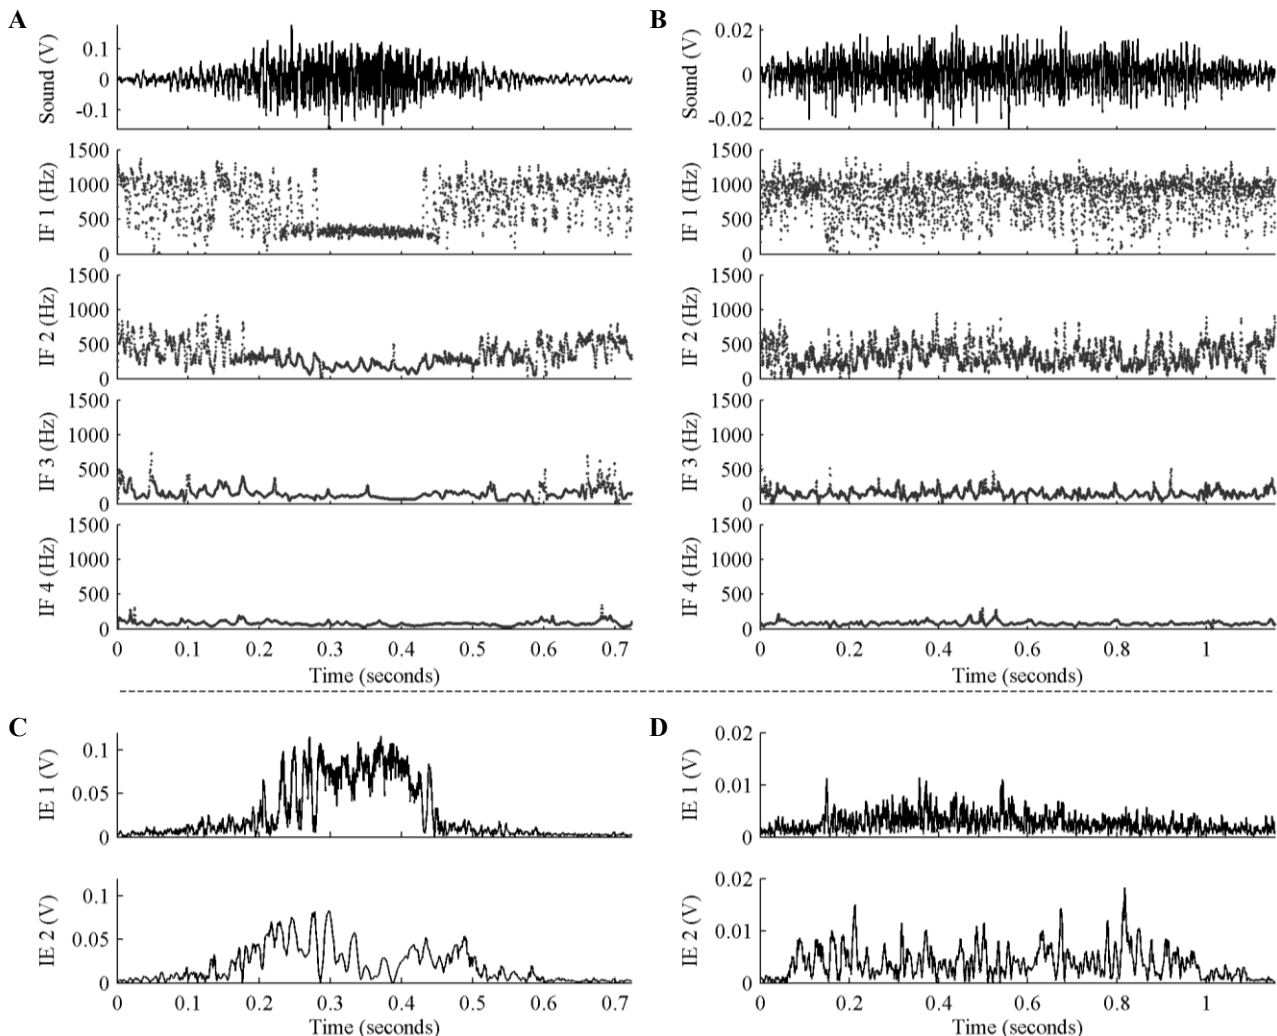 A
Sound (V)
0.1
0
-0.1
IF 1 (Hz)
1500
1000
500
0
IF 2 (Hz)
1500
1000
500
0
IF 3 (Hz)
1500
1000
500
0
IF 4 (Hz)
1500
1000
500
0
0 0.1 0.2 0.3 0.4 0.5 0.6 0.7
Time (seconds)
B
Sound (V)
0.02
0
-0.02
IF 1 (Hz)
1500
1000
500
0
IF 2 (Hz)
1500
1000
500
0
IF 3 (Hz)
1500
1000
500
0
IF 4 (Hz)
1500
1000
500
0
0 0.2 0.4 0.6 0.8 1
Time (seconds)
C
IE 1 (V)
0.1
0.05
0
IE 2 (V)
0.1
0.05
0
0 0.1 0.2 0.3 0.4 0.5 0.6 0.7
Time (seconds)
D
IE 1 (V)
0.02
0.01
0
IE 2 (V)
0.02
0.01
0
0 0.2 0.4 0.6 0.8 1
Time (seconds)